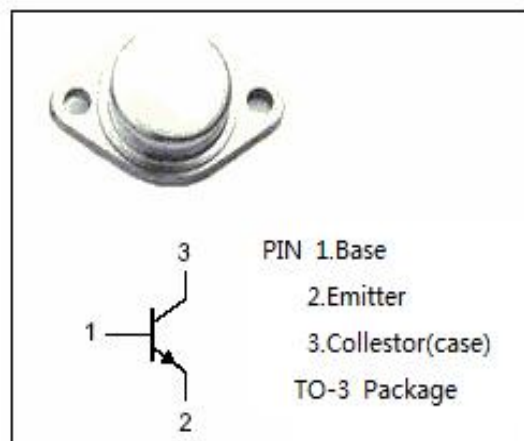 3
1
2
PIN 1.Base
2.Emitter
3.Collestor(case)
TO-3 Package